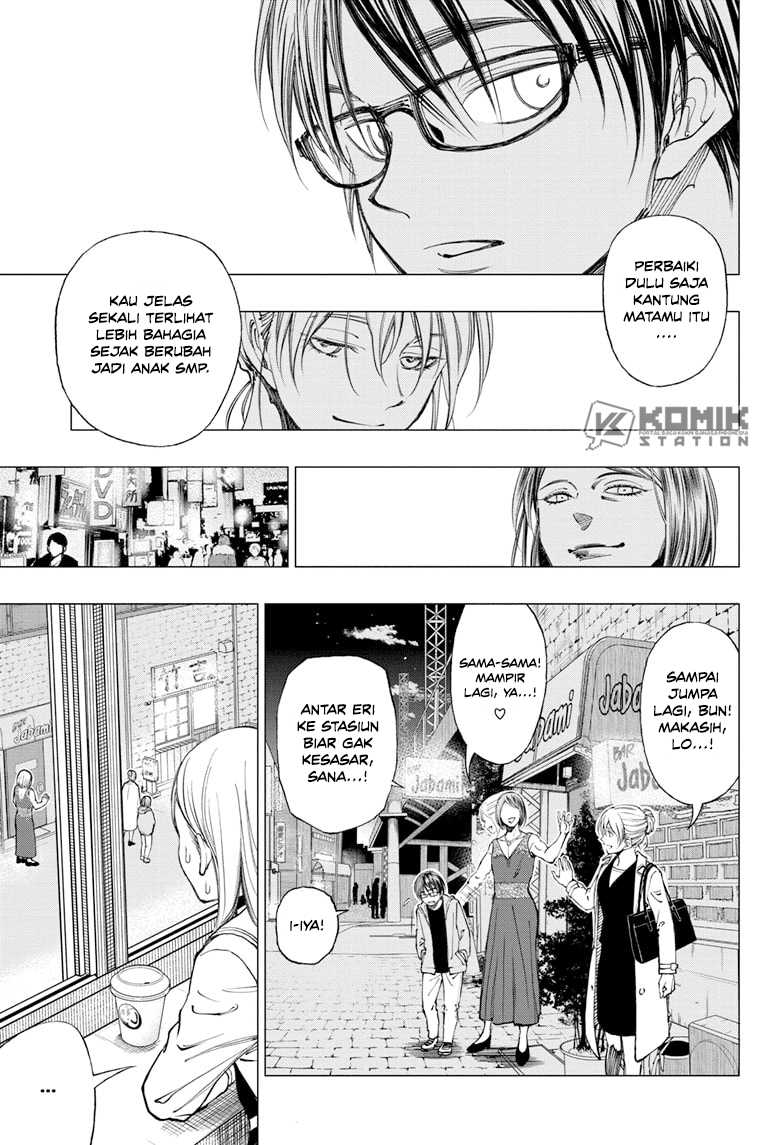 PERBAIKI
DULU SAJA
KANTUNG
MATAMU ITU
....
KAU JELAS
SEKALI TERLIHAT
LEBIH BAHAGIA
SEJAK BERUBAH
JADI ANAK SMP.
KOMIK
STATION
DVD
SAMPAI
JUMPA
LAGI, BUN!
MAKASIH,
LO...!
SAMA-SAMA!
MAMPIR
LAGI, YA...!
♡
ANTAR ERI
KE STASIUN
BIAR GAK
KESASAR,
SANA...!
I-IYA!
Jabami
Jabami
BAR
Jabami
Jabami
...